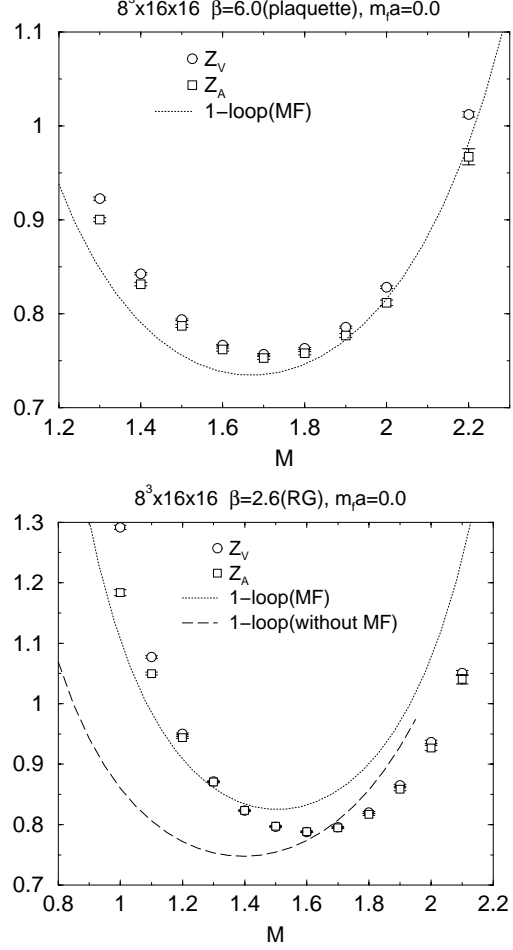 8³x16x16 β=6.0(plaquette), m_f a=0.0
1.1
1
0.9
0.8
0.7
Z_V
Z_A
1−loop(MF)
1.2 1.4 1.6 1.8 2 2.2
M
8³x16x16 β=2.6(RG), m_f a=0.0
1.3
1.2
1.1
1
0.9
0.8
0.7
Z_V
Z_A
1−loop(MF)
1−loop(without MF)
0.8 1 1.2 1.4 1.6 1.8 2 2.2
M